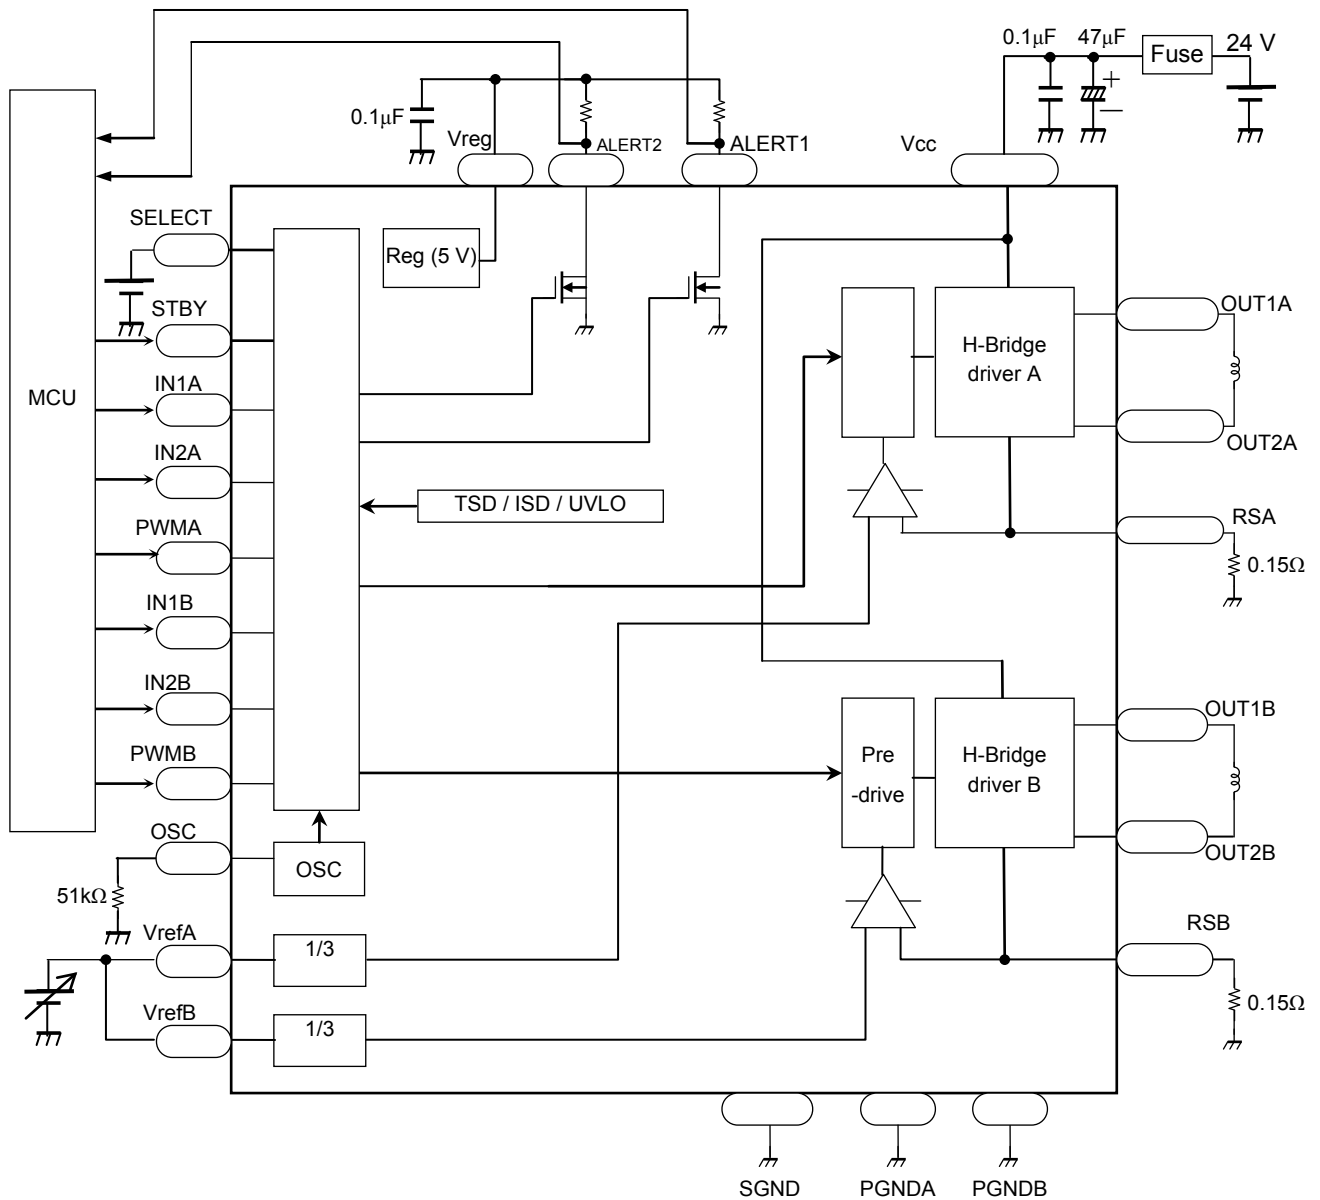 0.1μF
47μF
Fuse
24 V
0.1μF
Vreg
ALERT2
ALERT1
Vcc
SELECT
Reg (5 V)
STBY
OUT1A
MCU
IN1A
H-Bridge
driver A
IN2A
OUT2A
TSD / ISD / UVLO
PWMA
RSA
0.15Ω
IN1B
IN2B
OUT1B
PWMB
Pre
-drive
H-Bridge
driver B
OSC
OSC
OUT2B
51kΩ
VrefA
1/3
RSB
VrefB
1/3
0.15Ω
SGND
PGNDA
PGNDB